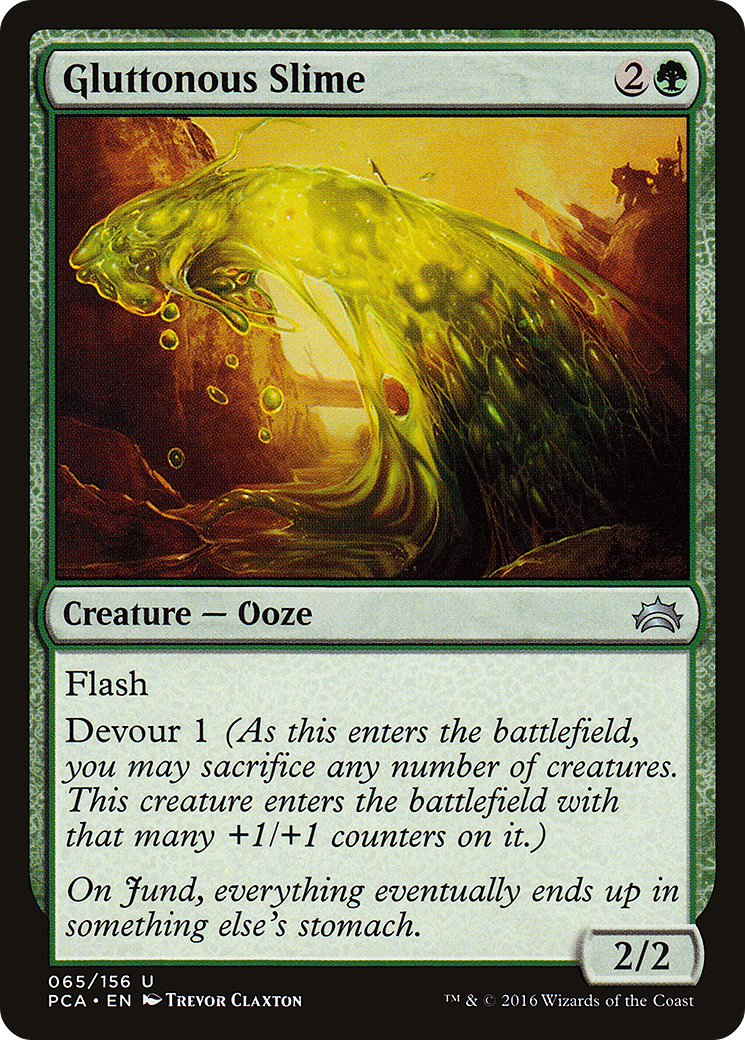 Gluttonous Slime 2
Creature — Ooze
Flash
Devour 1 (As this enters the battlefield,
you may sacrifice any number of creatures.
This creature enters the battlefield with
that many +1/+1 counters on it.)
On Jund, everything eventually ends up in
something else's stomach.
2/2
065/156 U
PCA • EN Trevor Claxton
™ & © 2016 Wizards of the Coast